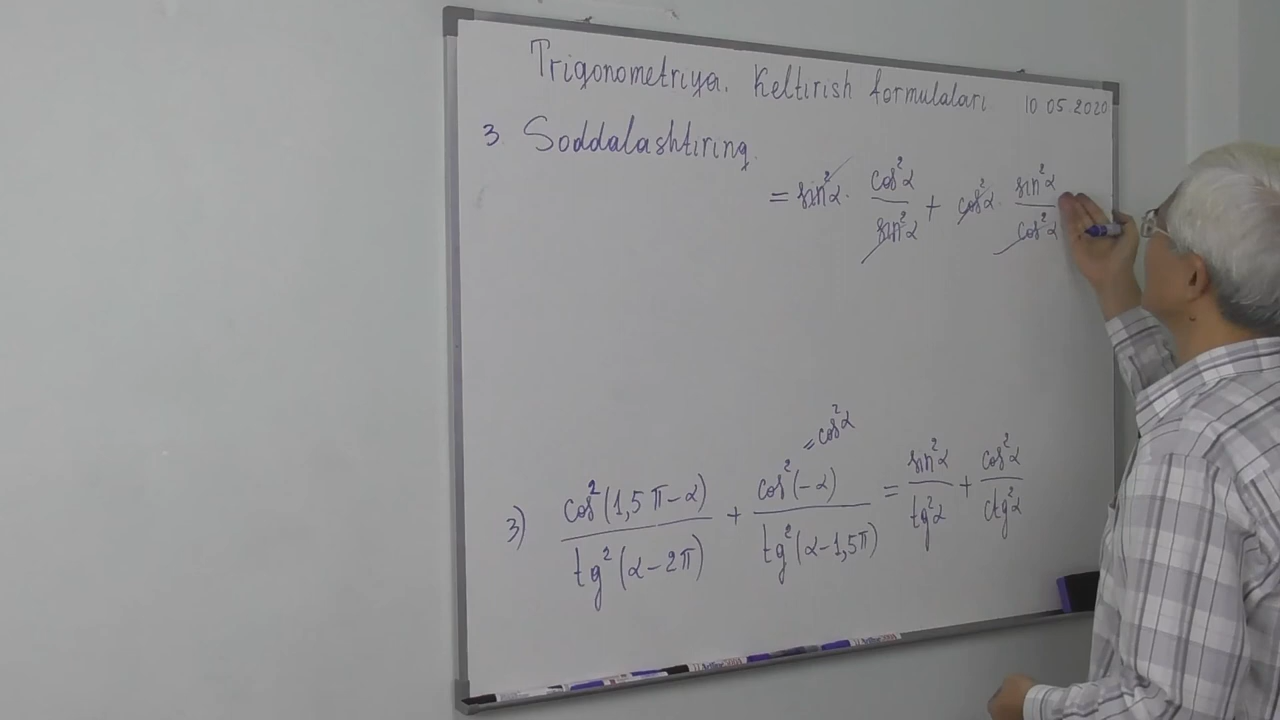 Trigonometriya. Keltirish formulalari 10 05.2020
3 Soddalashtiring.
= sin²α · cos²α/sin²α + cos²α · sin²α/cos²α
= cos²α
3) cos²(1,5π-α)/tg²(α-2π) + cos²(-α)/tg²(α-1,5π) = sin²α/tg²α + cos²α/ctg²α